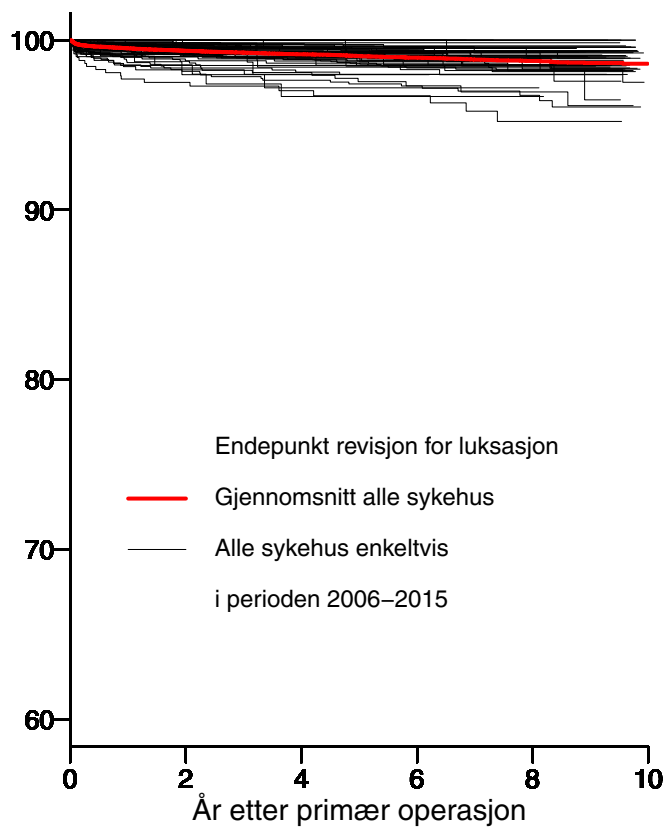 100
90
80
Endepunkt revisjon for luksasjon
Gjennomsnitt alle sykehus
70
Alle sykehus enkeltvis
i perioden 2006–2015
60
0 2 4 6 8 10
År etter primær operasjon